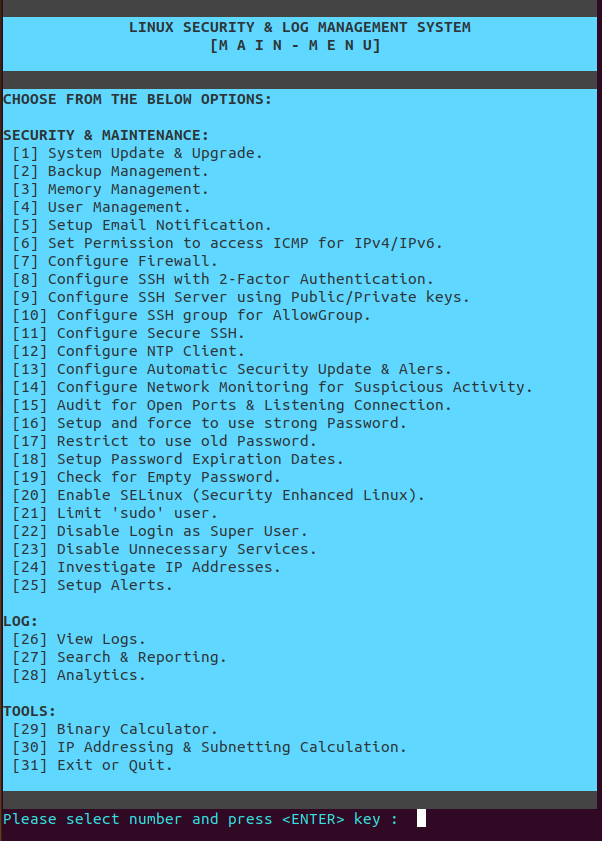 LINUX SECURITY & LOG MANAGEMENT SYSTEM
[M A I N - M E N U]
CHOOSE FROM THE BELOW OPTIONS:
SECURITY & MAINTENANCE:
[1] System Update & Upgrade.
[2] Backup Management.
[3] Memory Management.
[4] User Management.
[5] Setup Email Notification.
[6] Set Permission to access ICMP for IPv4/IPv6.
[7] Configure Firewall.
[8] Configure SSH with 2-Factor Authentication.
[9] Configure SSH Server using Public/Private keys.
[10] Configure SSH group for AllowGroup.
[11] Configure Secure SSH.
[12] Configure NTP Client.
[13] Configure Automatic Security Update & Alers.
[14] Configure Network Monitoring for Suspicious Activity.
[15] Audit for Open Ports & Listening Connection.
[16] Setup and force to use strong Password.
[17] Restrict to use old Password.
[18] Setup Password Expiration Dates.
[19] Check for Empty Password.
[20] Enable SELinux (Security Enhanced Linux).
[21] Limit 'sudo' user.
[22] Disable Login as Super User.
[23] Disable Unnecessary Services.
[24] Investigate IP Addresses.
[25] Setup Alerts.
LOG:
[26] View Logs.
[27] Search & Reporting.
[28] Analytics.
TOOLS:
[29] Binary Calculator.
[30] IP Addressing & Subnetting Calculation.
[31] Exit or Quit.
Please select number and press <ENTER> key :